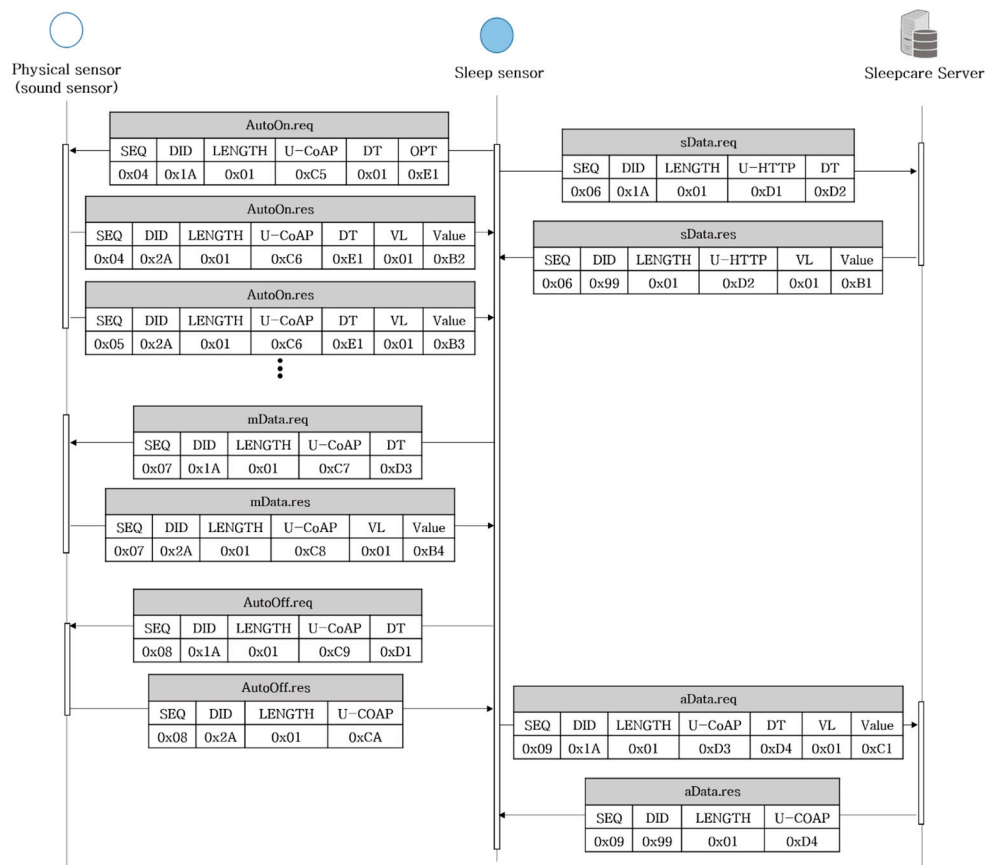 Physical sensor
(sound sensor)
Sleep sensor
Sleepcare Server
AutoOn.req
SEQ DID LENGTH U-CoAP DT OPT
0x04 0x1A 0x01 0xC5 0x01 0xE1
sData.req
SEQ DID LENGTH U-HTTP DT
0x06 0x1A 0x01 0xD1 0xD2
AutoOn.res
SEQ DID LENGTH U-CoAP DT VL Value
0x04 0x2A 0x01 0xC6 0xE1 0x01 0xB2
sData.res
SEQ DID LENGTH U-HTTP VL Value
0x06 0x99 0x01 0xD2 0x01 0xB1
AutoOn.res
SEQ DID LENGTH U-CoAP DT VL Value
0x05 0x2A 0x01 0xC6 0xE1 0x01 0xB3
mData.req
SEQ DID LENGTH U-CoAP DT
0x07 0x1A 0x01 0xC7 0xD3
mData.res
SEQ DID LENGTH U-CoAP VL Value
0x07 0x2A 0x01 0xC8 0x01 0xB4
AutoOff.req
SEQ DID LENGTH U-CoAP DT
0x08 0x1A 0x01 0xC9 0xD1
AutoOff.res
SEQ DID LENGTH U-COAP
0x08 0x2A 0x01 0xCA
aData.req
SEQ DID LENGTH U-CoAP DT VL Value
0x09 0x1A 0x01 0xD3 0xD4 0x01 0xC1
aData.res
SEQ DID LENGTH U-COAP
0x09 0x99 0x01 0xD4